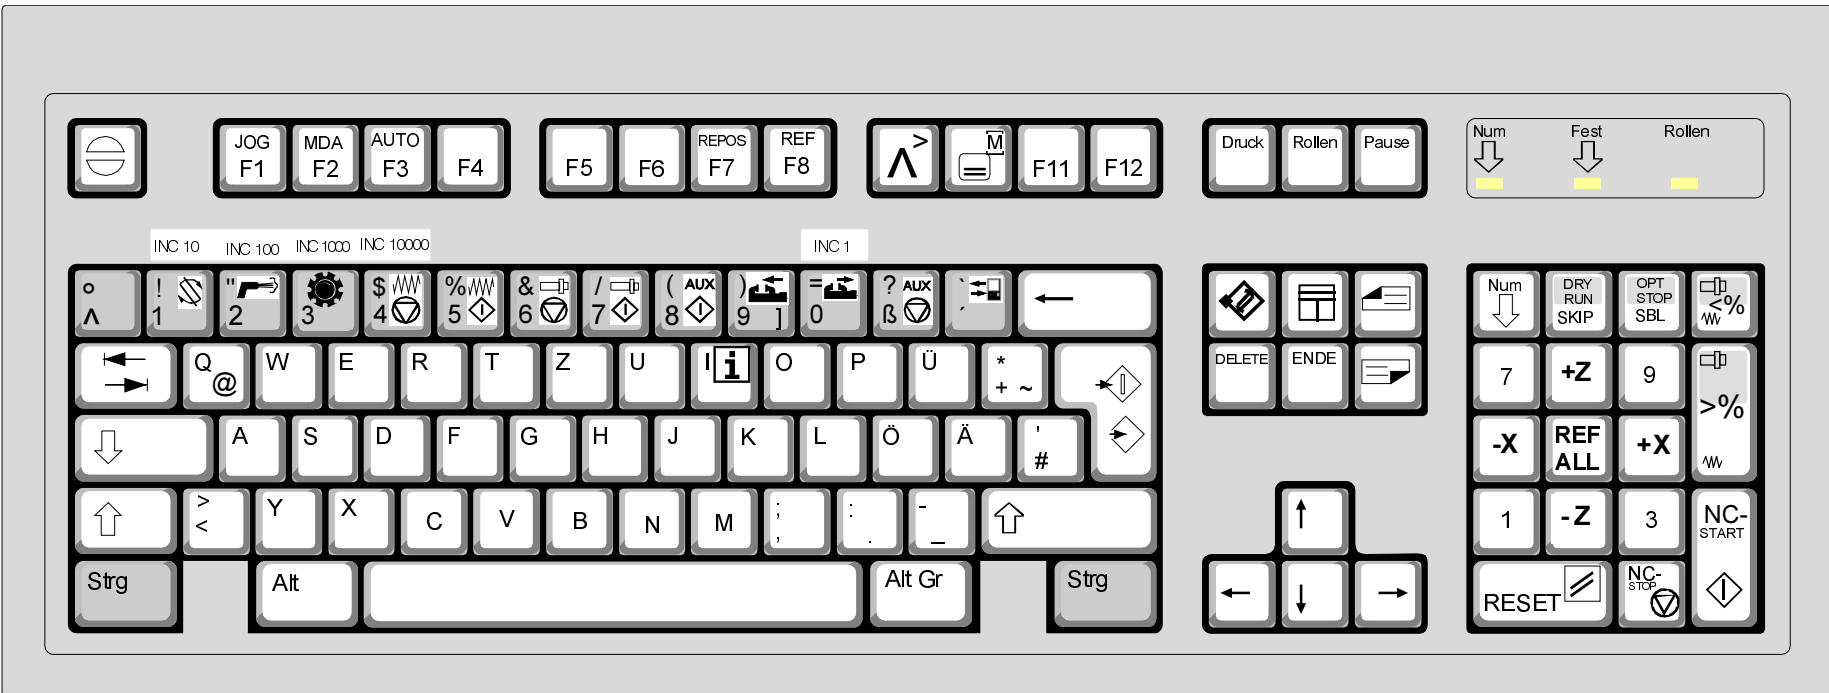 JOG
F1
MDA
F2
AUTO
F3
F4
F5
F6
REPOS
F7
REF
F8
Λ >
M
F11
F12
Druck
Rollen
Pause
Num
Fest
Rollen
INC 10
INC 100
INC 1000
INC 10000
INC 1
°
Λ
!
1
"
2
3
$
4
%
5
&
6
/
7
( AUX
8
)
9 ]
=
0
? AUX
ß
`
´
Q
@
W
E
R
T
Z
U
I i
O
P
Ü
*
+ ~
A
S
D
F
G
H
J
K
L
Ö
Ä
'
#
>
<
Y
X
C
V
B
N
M
;
,
:
.
-
_
Strg
Alt
Alt Gr
Strg
DELETE
ENDE
Num
DRY
RUN
SKIP
OPT
STOP
SBL
<%
7
+Z
9
>%
-X
REF
ALL
+X
1
-Z
3
NC-
START
RESET
NC-
STOP